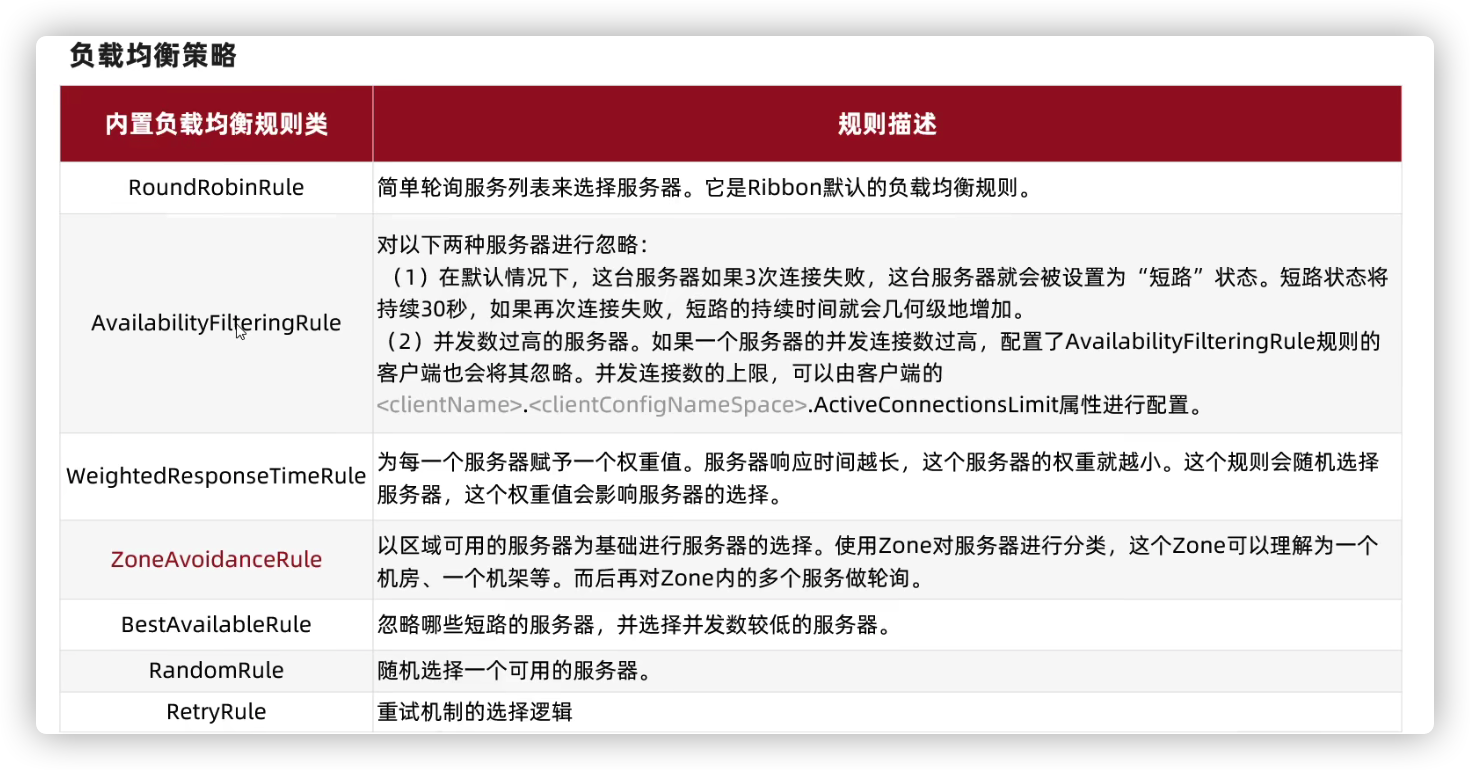 负载均衡策略
内置负载均衡规则类
规则描述
RoundRobinRule
简单轮询服务列表来选择服务器。它是Ribbon默认的负载均衡规则。
AvailabilityFilteringRule
对以下两种服务器进行忽略：
（1）在默认情况下，这台服务器如果3次连接失败，这台服务器就会被设置为“短路”状态。短路状态将
持续30秒，如果再次连接失败，短路的持续时间就会几何级地增加。
（2）并发数过高的服务器。如果一个服务器的并发连接数过高，配置了AvailabilityFilteringRule规则的
客户端也会将其忽略。并发连接数的上限，可以由客户端的
<clientName>.<clientConfigNameSpace>.ActiveConnectionsLimit属性进行配置。
WeightedResponseTimeRule
为每一个服务器赋予一个权重值。服务器响应时间越长，这个服务器的权重就越小。这个规则会随机选择
服务器，这个权重值会影响服务器的选择。
ZoneAvoidanceRule
以区域可用的服务器为基础进行服务器的选择。使用Zone对服务器进行分类，这个Zone可以理解为一个
机房、一个机架等。而后再对Zone内的多个服务做轮询。
BestAvailableRule
忽略哪些短路的服务器，并选择并发数较低的服务器。
RandomRule
随机选择一个可用的服务器。
RetryRule
重试机制的选择逻辑